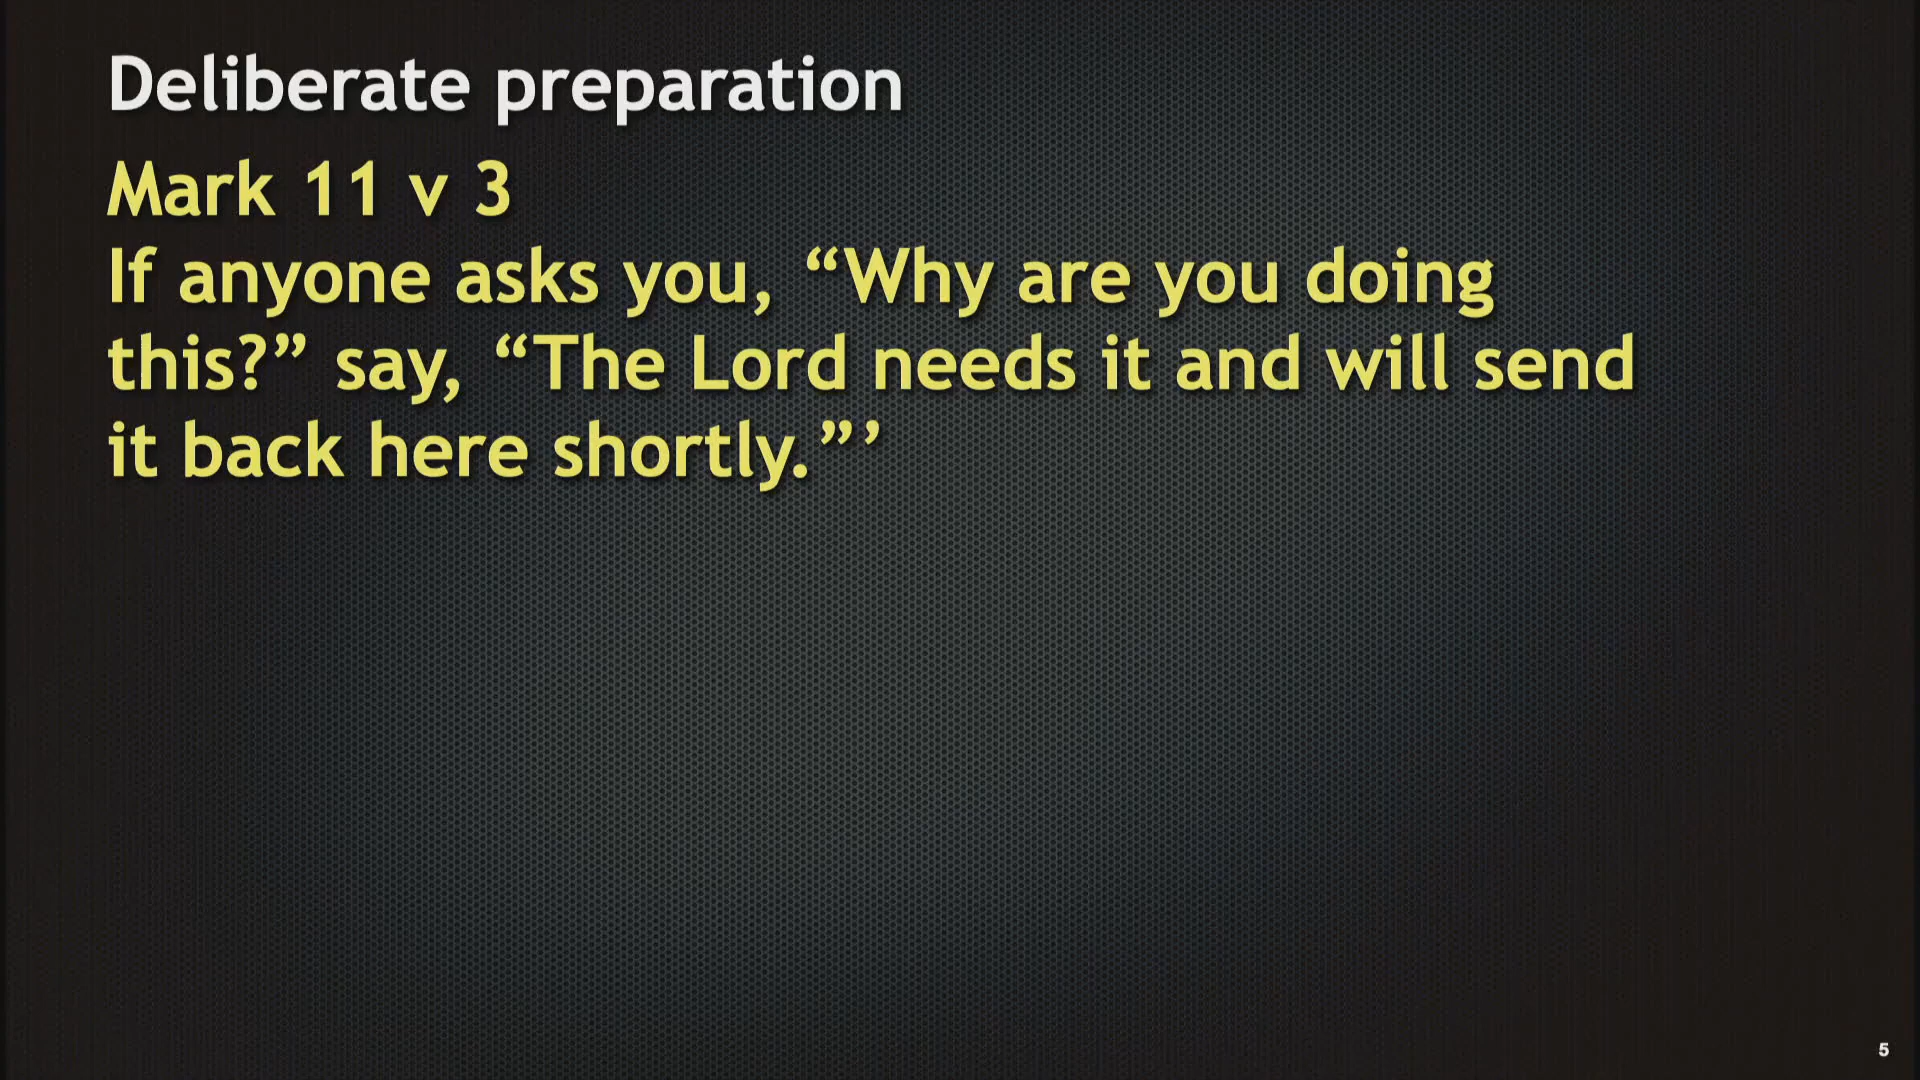 Deliberate preparation
Mark 11 v 3
If anyone asks you, “Why are you doing
this?” say, “The Lord needs it and will send
it back here shortly.”’
5